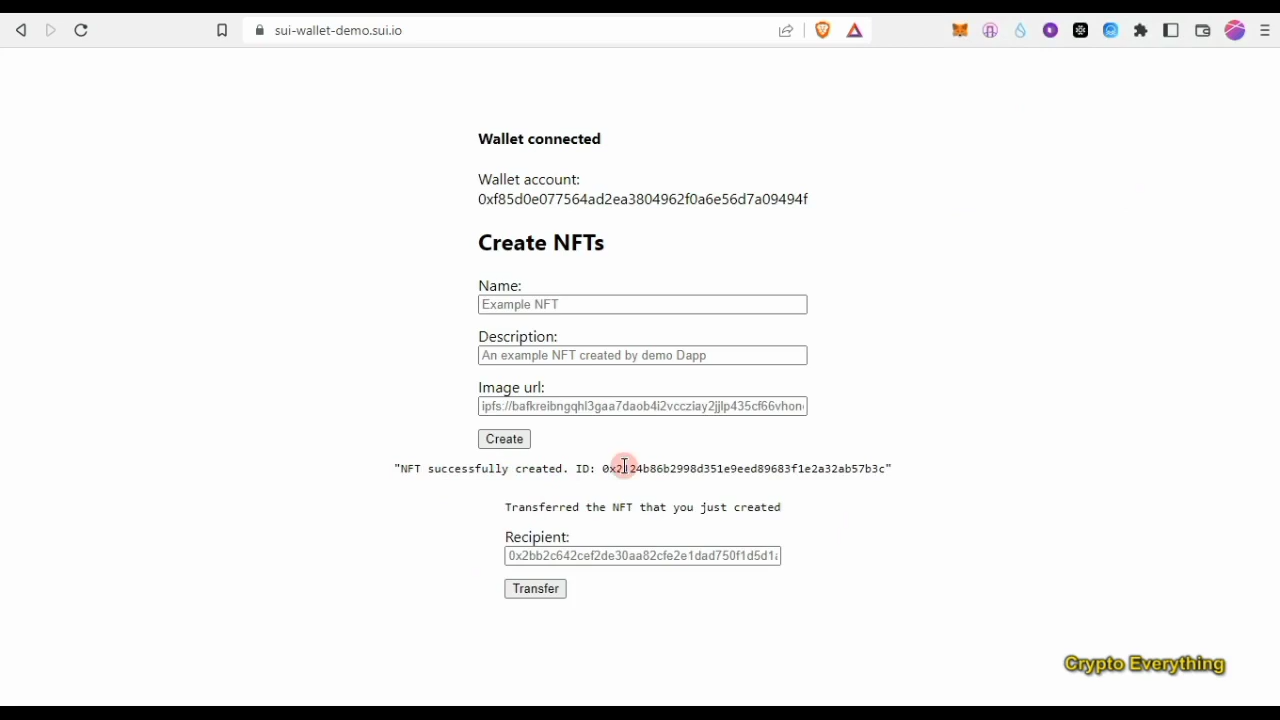 sui-wallet-demo.sui.io
Wallet connected
Wallet account:
0xf85d0e077564ad2ea3804962f0a6e56d7a09494f
Create NFTs
Name:
Example NFT
Description:
An example NFT created by demo Dapp
Image url:
ipfs://bafkreibngqhl3gaa7daob4i2vccziay2jjlp435cf66vhon
Create
"NFT successfully created. ID:
Transferred the NFT that you just created
Recipient:
0x2bb2c642cef2de30aa82cfe2e1dad750f1d5d1
Transfer
Crypto Everything